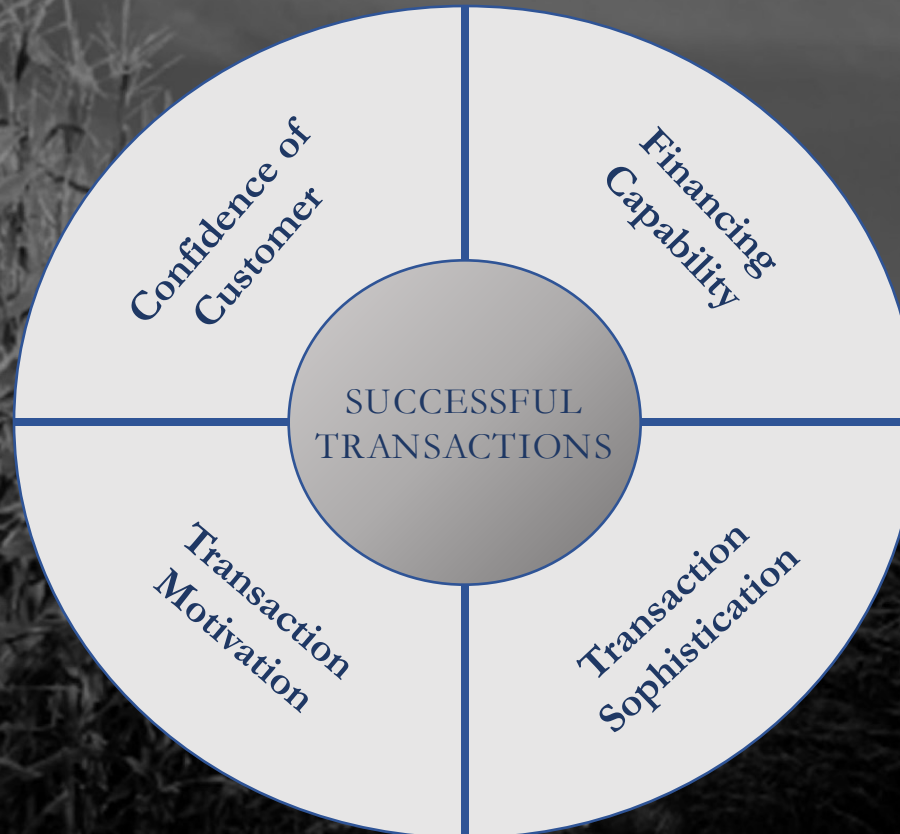 Confidence of
Customer
Financing
Capability
SUCCESSFUL
TRANSACTIONS
Transaction
Motivation
Transaction
Sophistication